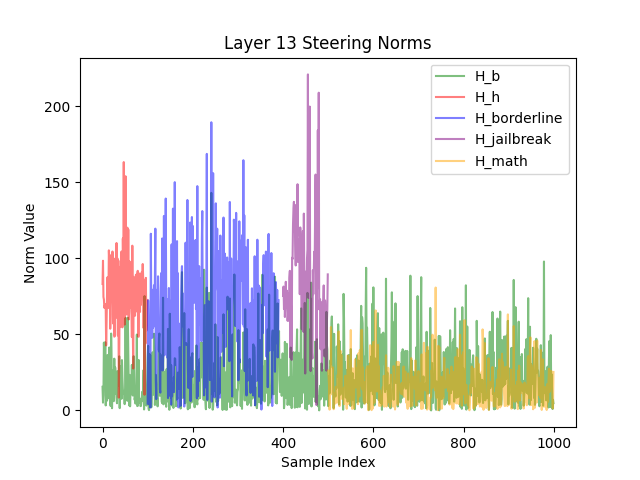 Layer 13 Steering Norms
H_b
H_h
H_borderline
H_jailbreak
H_math
Norm Value
200
150
100
50
0
0
200
400
600
800
1000
Sample Index